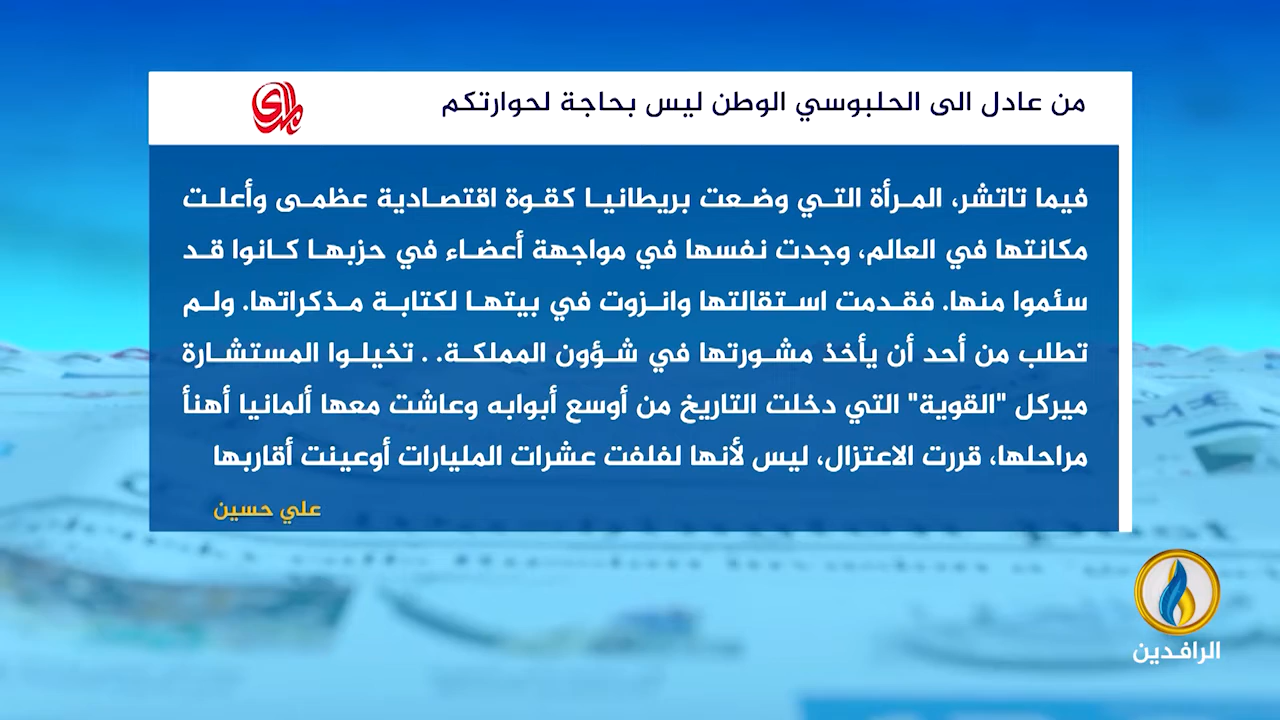 من عادل الى الحلبوسي الوطن ليس بحاجة لحوارتكم
المدى
فيما تاتشر، المرأة التي وضعت بريطانيا كقوة اقتصادية عظمى وأعلت
مكانتها في العالم، وجدت نفسها في مواجهة أعضاء في حزبها كانوا قد
سئموا منها. فقدمت استقالتها وانزوت في بيتها لكتابة مذكراتها. ولم
تطلب من أحد أن يأخذ مشورتها في شؤون المملكة. . تخيلوا المستشارة
ميركل "القوية" التي دخلت التاريخ من أوسع أبوابه وعاشت معها ألمانيا أهنأ
مراحلها، قررت الاعتزال، ليس لأنها لفلفت عشرات المليارات أوعينت أقاربها
علي حسين
الرافدين